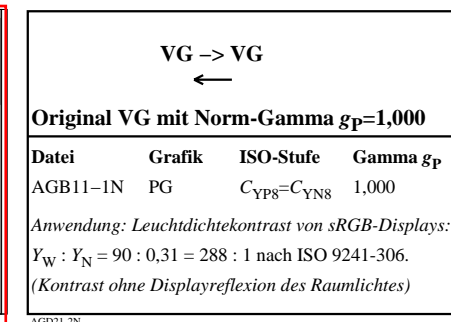 VG –> VG
←
Original VG mit Norm-Gamma gP=1,000
Datei Grafik ISO-Stufe Gamma gP
AGB11−1N PG CYP8=CYN8 1,000
Anwendung: Leuchtdichtekontrast von sRGB-Displays:
YW : YN = 90 : 0,31 = 288 : 1 nach ISO 9241-306.
(Kontrast ohne Displayreflexion des Raumlichtes)